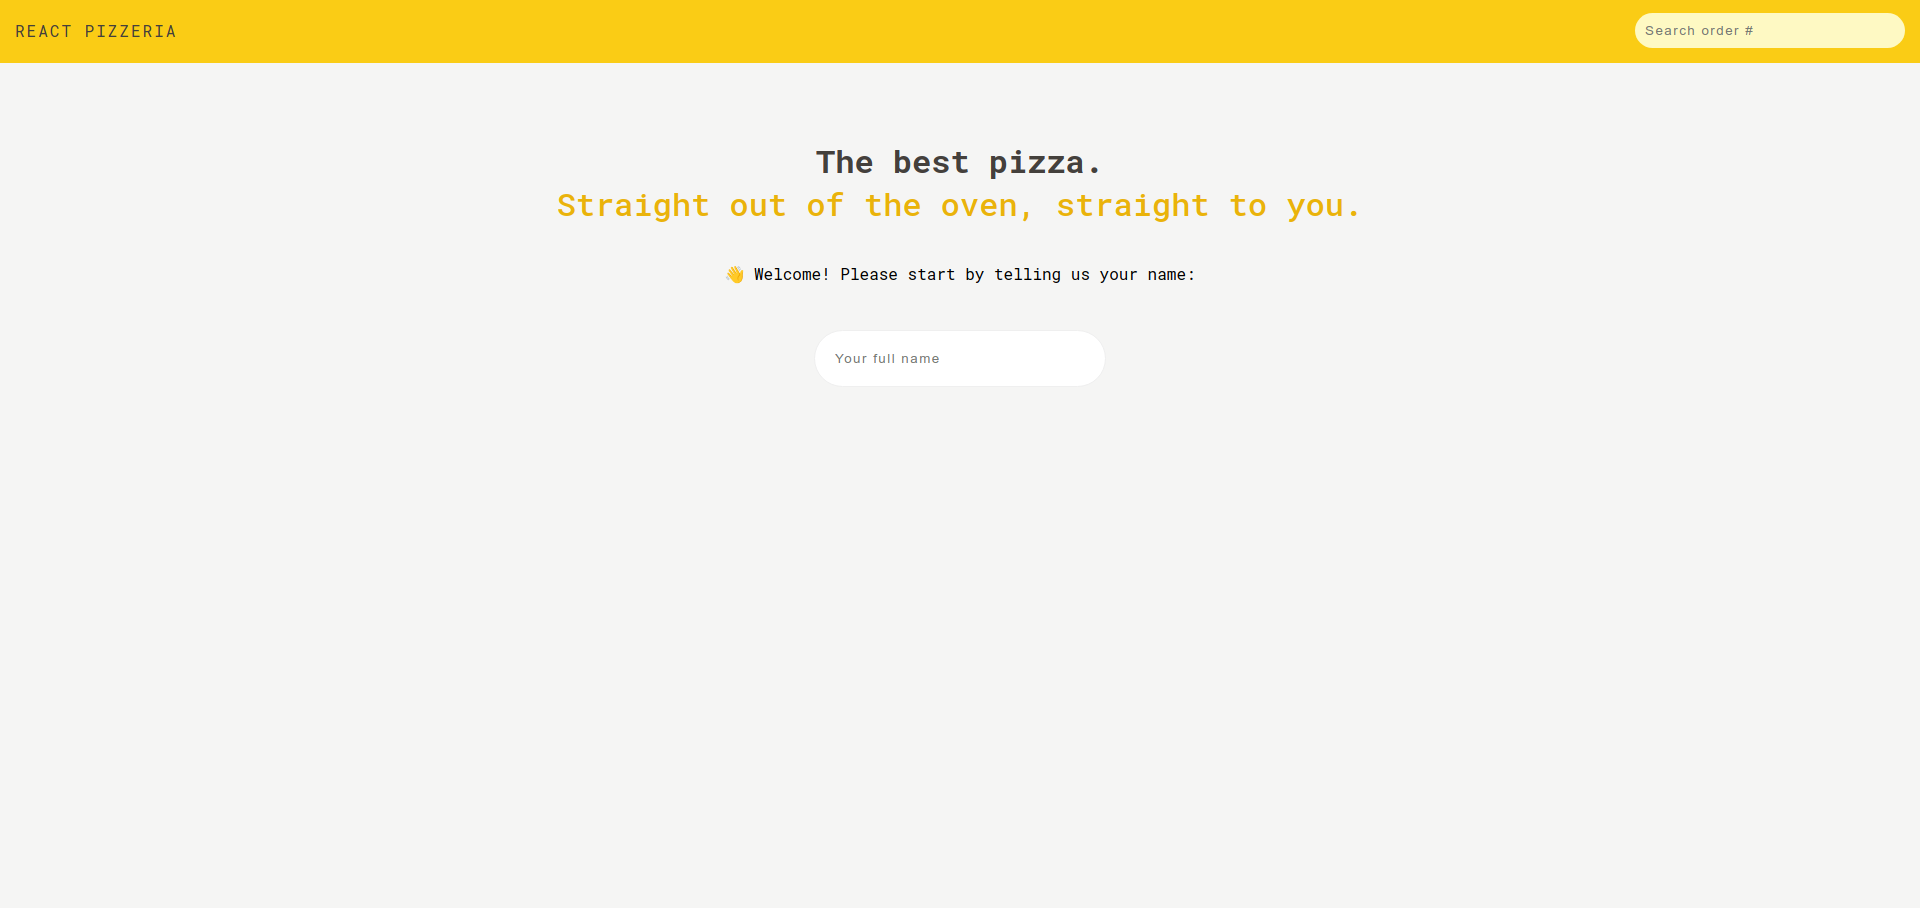 REACT PIZZERIA
Search order #
The best pizza.
Straight out of the oven, straight to you.
👋 Welcome! Please start by telling us your name:
Your full name